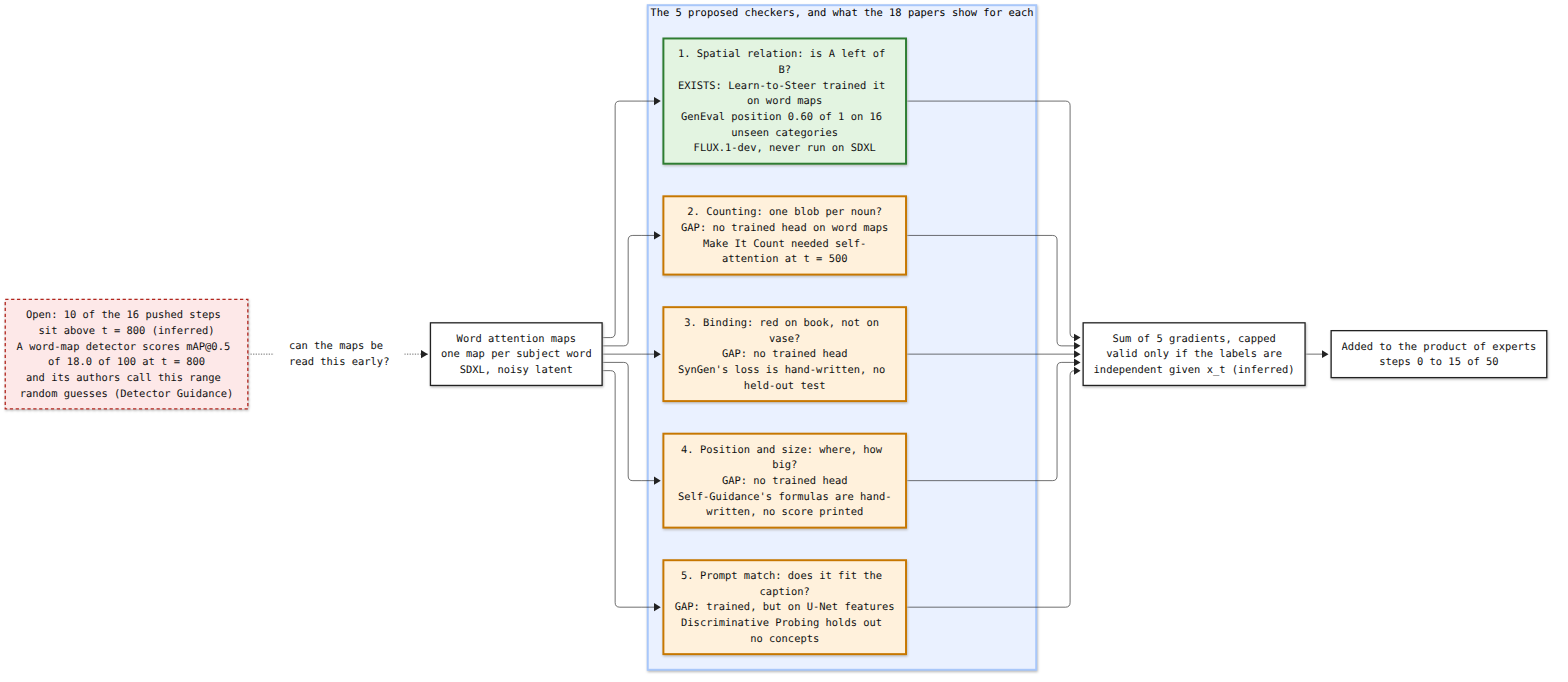 The 5 proposed checkers, and what the 18 papers show for each
1. Spatial relation: is A left of
B?
EXISTS: Learn-to-Steer trained it
on word maps
GenEval position 0.60 of 1 on 16
unseen categories
FLUX.1-dev, never run on SDXL
2. Counting: one blob per noun?
GAP: no trained head on word maps
Make It Count needed self-
attention at t = 500
Open: 10 of the 16 pushed steps
sit above t = 800 (inferred)
A word-map detector scores mAP@0.5
of 18.0 of 100 at t = 800
and its authors call this range
random guesses (Detector Guidance)
can the maps be
read this early?
Word attention maps
one map per subject word
SDXL, noisy latent
3. Binding: red on book, not on
vase?
GAP: no trained head
SynGen's loss is hand-written, no
held-out test
Sum of 5 gradients, capped
valid only if the labels are
independent given x_t (inferred)
Added to the product of experts
steps 0 to 15 of 50
4. Position and size: where, how
big?
GAP: no trained head
Self-Guidance's formulas are hand-
written, no score printed
5. Prompt match: does it fit the
caption?
GAP: trained, but on U-Net features
Discriminative Probing holds out
no concepts